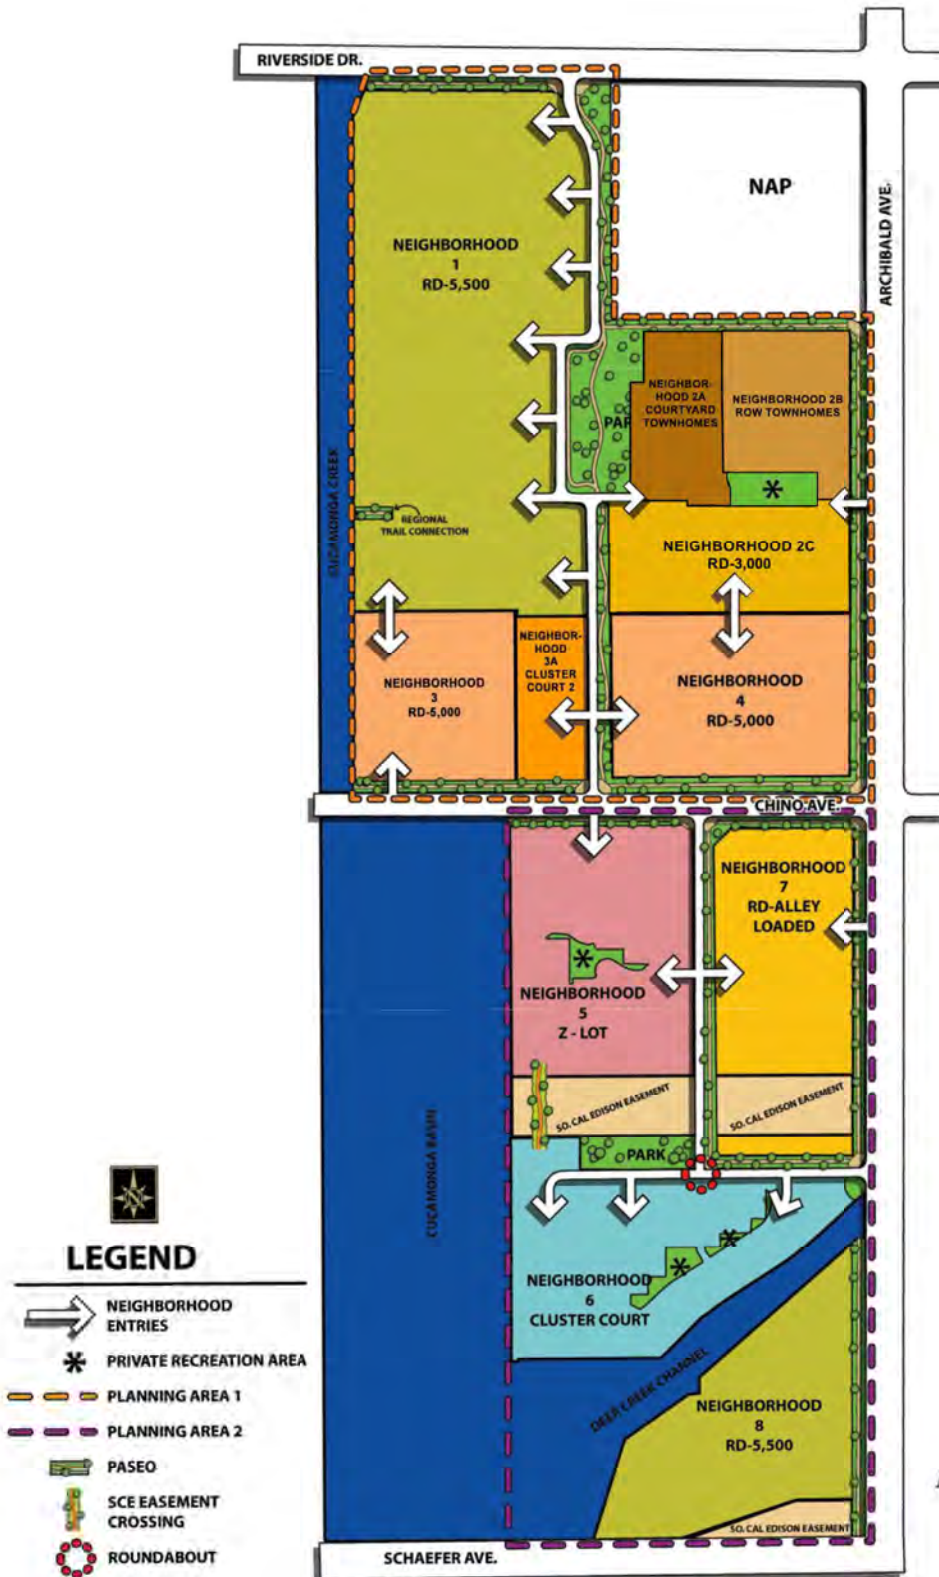 RIVERSIDE DR.
NAP
ARCHIBALD AVE.
NEIGHBORHOOD
1
RD-5,500
NEIGHBOR-
HOOD 2A
COURTYARD
TOWNHOMES
NEIGHBORHOOD 2B
ROW TOWNHOMES
PAR
CUCAMONGA CREEK
REGIONAL
TRAIL CONNECTION
NEIGHBORHOOD 2C
RD-3,000
NEIGHBORHOOD
3
RD-5,000
NEIGHBOR-
HOOD
3A
CLUSTER
COURT 2
NEIGHBORHOOD
4
RD-5,000
CHINO AVE.
NEIGHBORHOOD
7
RD-ALLEY
LOADED
NEIGHBORHOOD
5
Z - LOT
SO. CAL EDISON EASEMENT
SO. CAL EDISON EASEMENT
PARK
CUCAMONGA BASIN
NEIGHBORHOOD
6
CLUSTER COURT
DEER CREEK CHANNEL
NEIGHBORHOOD
8
RD-5,500
SO. CAL EDISON EASEMENT
SCHAEFER AVE.
N
LEGEND
NEIGHBORHOOD
ENTRIES
PRIVATE RECREATION AREA
PLANNING AREA 1
PLANNING AREA 2
PASEO
SCE EASEMENT
CROSSING
ROUNDABOUT